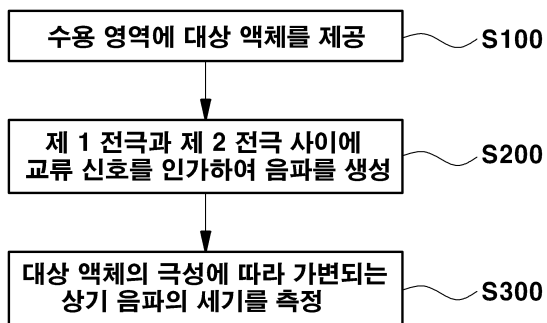 수용 영역에 대상 액체를 제공
S100
제 1 전극과 제 2 전극 사이에
교류 신호를 인가하여 음파를 생성
S200
대상 액체의 극성에 따라 가변되는
상기 음파의 세기를 측정
S300